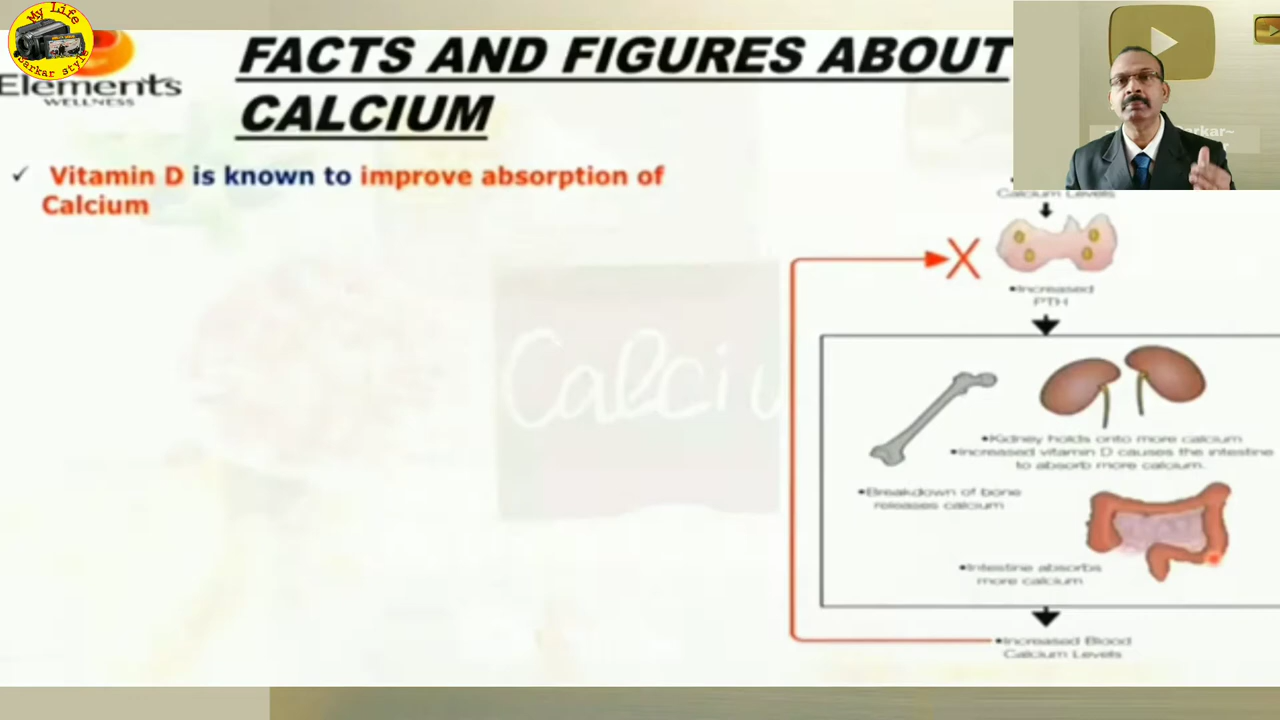 My Life
Sarkar style
Elements
WELLNESS
FACTS AND FIGURES ABOUT
CALCIUM
✓ Vitamin D is known to improve absorption of
Calcium
Calcium Levels
•Increased
PTH
•Kidney holds onto more calcium
•Increased vitamin D causes the intestine
to absorb more calcium.
•Breakdown of bone
releases calcium
•Intestine absorbs
more calcium
•Increased Blood
Calcium Levels
Calciu